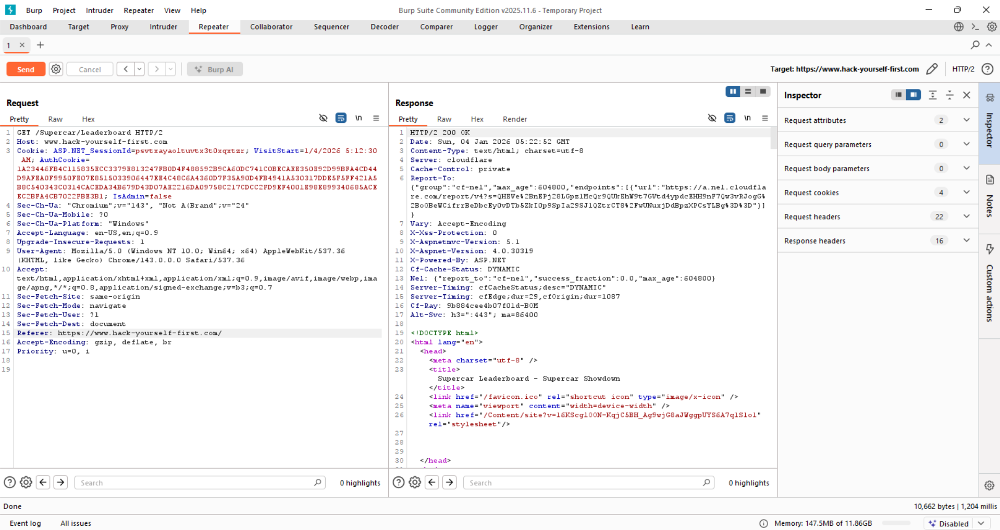 Burp Project Intruder Repeater View Help
Burp Suite Community Edition v2025.11.6 - Temporary Project
Dashboard Target Proxy Intruder Repeater Collaborator Sequencer Decoder Comparer Logger Organizer Extensions Learn
1
Send Cancel Burp AI
Target: https://www.hack-yourself-first.com HTTP/2
Request
Pretty Raw Hex
\n
1 GET /Supercar/Leaderboard HTTP/2
2 Host: www.hack-yourself-first.com
3 Cookie: ASP.NET_SessionId=psvtxayaoltuvtx3t0xqxtzr; VisitStart=1/4/2026 5:12:30
AM; AuthCookie=
1A23446FB4C115835ECC3379E813247FB0D4F488592B9CA60DC741C0BECAEE350E92D99BFA4CD44
D9AFEA0F9950FE07E8515033906447EE4C48C6A4360D7F35A90D4FB4941A530317DDE5F5FF421A5
B8C540343C0314CACEDA34B679D43D07AE2216DA09758C217CDCC2FD9EF4001E98E899340685ACE
EC2BFA4CB7022FBE3B1; IsAdmin=false
4 Sec-Ch-Ua: "Chromium";v="143", "Not A(Brand";v="24"
5 Sec-Ch-Ua-Mobile: ?0
6 Sec-Ch-Ua-Platform: "Windows"
7 Accept-Language: en-US,en;q=0.9
8 Upgrade-Insecure-Requests: 1
9 User-Agent: Mozilla/5.0 (Windows NT 10.0; Win64; x64) AppleWebKit/537.36
(KHTML, like Gecko) Chrome/143.0.0.0 Safari/537.36
10 Accept:
text/html,application/xhtml+xml,application/xml;q=0.9,image/avif,image/webp,ima
ge/apng,*/*;q=0.8,application/signed-exchange;v=b3;q=0.7
11 Sec-Fetch-Site: same-origin
12 Sec-Fetch-Mode: navigate
13 Sec-Fetch-User: ?1
14 Sec-Fetch-Dest: document
15 Referer: https://www.hack-yourself-first.com/
16 Accept-Encoding: gzip, deflate, br
17 Priority: u=0, i
18
19
Search 0 highlights
Response
Pretty Raw Hex Render
\n
1 HTTP/2 200 OK
2 Date: Sun, 04 Jan 2026 05:22:52 GMT
3 Content-Type: text/html; charset=utf-8
4 Server: cloudflare
5 Cache-Control: private
6 Report-To:
{"group":"cf-nel","max_age":604800,"endpoints":[{"url":"https://a.nel.cloudfla
re.com/report/v4?s=QHEVe%2BnEPj28LGpz1McQr9QUkEhW9t7GVtd4ypdcEHH9nF7Qw3vRJogG%
2BoOBeWCifrrBeDbcEyOvDTb5ZkIOp9SpIa29SJ1QZtrCT8%2FwUNuxjDdBpzXPCsYLBg%3D%3D"}]
}
7 Vary: Accept-Encoding
8 X-Xss-Protection: 0
9 X-Aspnetmvc-Version: 5.1
10 X-Aspnet-Version: 4.0.30319
11 X-Powered-By: ASP.NET
12 Cf-Cache-Status: DYNAMIC
13 Nel: {"report_to":"cf-nel","success_fraction":0.0,"max_age":604800}
14 Server-Timing: cfCacheStatus;desc="DYNAMIC"
15 Server-Timing: cfEdge;dur=29,cfOrigin;dur=1087
16 Cf-Ray: 9b884cee4b07f01d-BOM
17 Alt-Svc: h3=":443"; ma=86400
18
19 <!DOCTYPE html>
20 <html lang="en">
21 <head>
22 <meta charset="utf-8" />
23 <title>
Supercar Leaderboard - Supercar Showdown
</title>
24 <link href="/favicon.ico" rel="shortcut icon" type="image/x-icon" />
25 <meta name="viewport" content="width=device-width" />
26 <link href="/Content/site?v=16KScg100N-KqjC5BH_Ag9wjG8aJWggpUYS6A7q1S1o1"
rel="stylesheet"/>
27
28
29
30 </head>
Search 0 highlights
Inspector
Request attributes 2
Request query parameters 0
Request body parameters 0
Request cookies 4
Request headers 22
Response headers 16
Inspector
Notes
Custom actions
Done
10,662 bytes | 1,204 millis
Event log All issues
Memory: 147.5MB of 11.86GB
Disabled